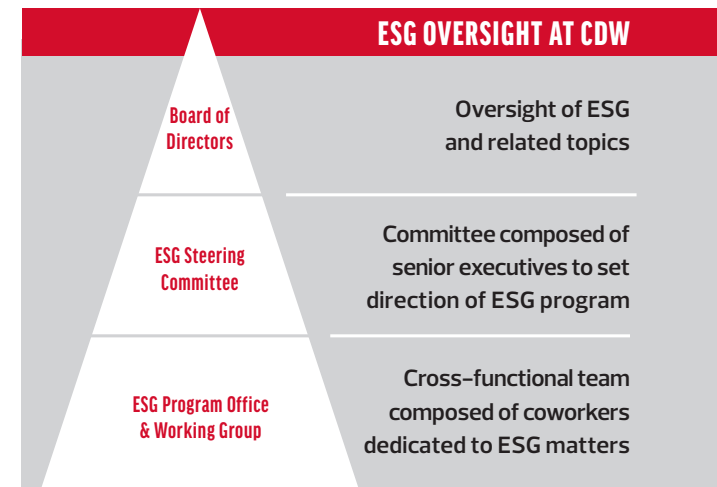 ESG OVERSIGHT AT CDW
Board of
Directors
Oversight of ESG
and related topics
ESG Steering
Committee
Committee composed of
senior executives to set
direction of ESG program
ESG Program Office
& Working Group
Cross-functional team
composed of coworkers
dedicated to ESG matters